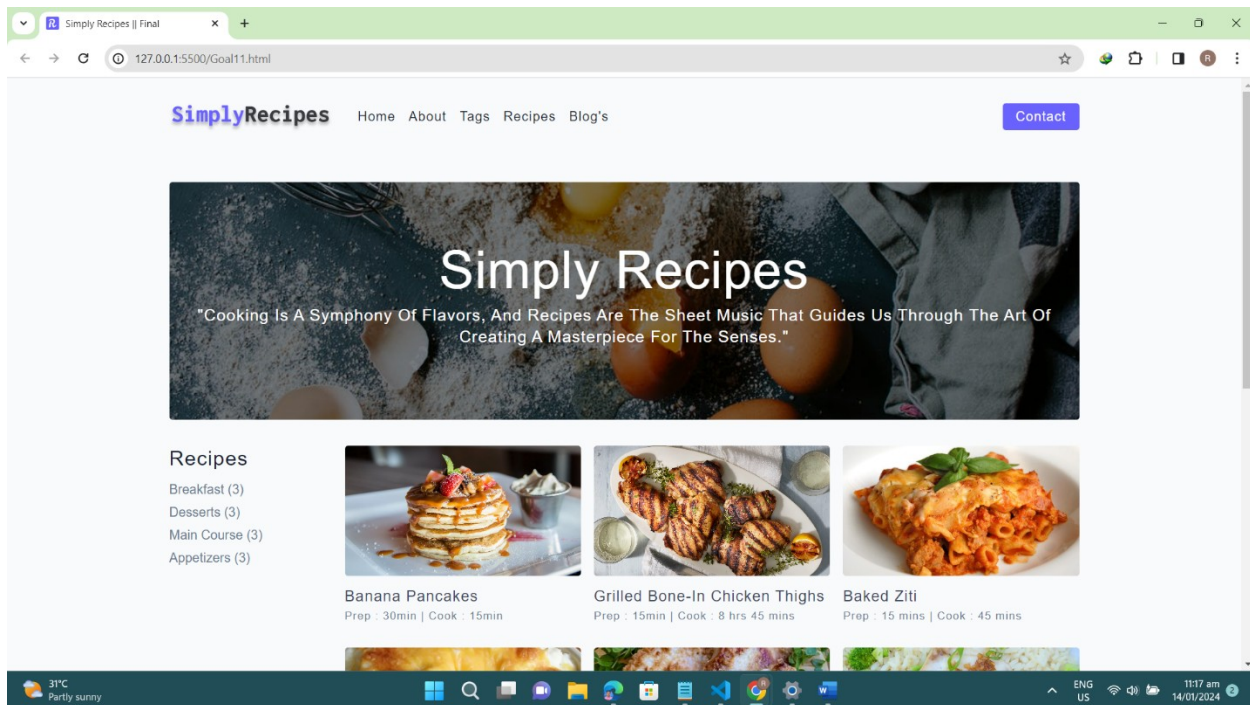 Simply Recipes || Final
127.0.0.1:5500/Goal11.html
R
SimplyRecipes
Home About Tags Recipes Blog's
Contact
Simply Recipes
"Cooking Is A Symphony Of Flavors, And Recipes Are The Sheet Music That Guides Us Through The Art Of
Creating A Masterpiece For The Senses."
Recipes
Breakfast (3)
Desserts (3)
Main Course (3)
Appetizers (3)
Banana Pancakes
Prep : 30min | Cook : 15min
Grilled Bone-In Chicken Thighs
Prep : 15min | Cook : 8 hrs 45 mins
Baked Ziti
Prep : 15 mins | Cook : 45 mins
31°C
Partly sunny
ENG
US
11:17 am
14/01/2024
2